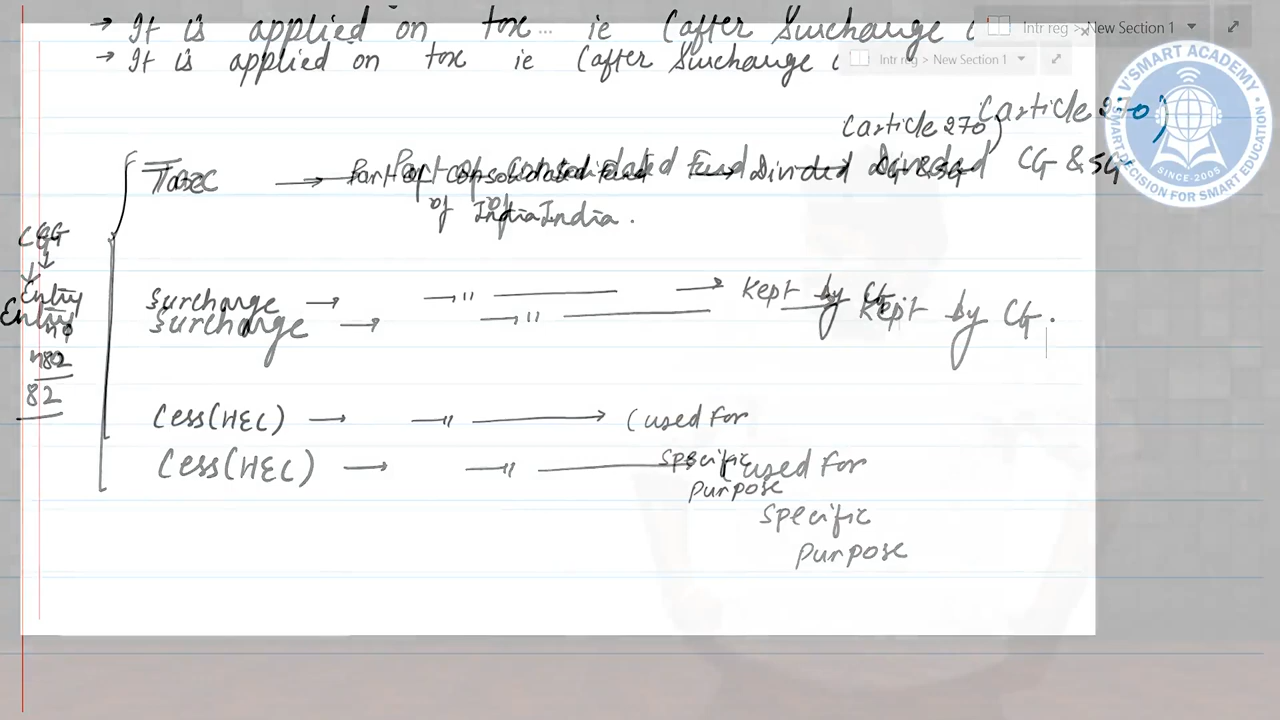 → It is applied on tax... ie (after Surcharge
→ It is applied on tax ie (after Surcharge
Intr reg > New Section 1
Intr reg > New Section 1
V'SMART ACADEMY
SMART DECISION FOR SMART EDUCATION
SINCE-2005
(article 270)
(article 270)
Tax → Part of Consolidated Fund → Divided CG & SG
of India.
CG
↓
Entry
82
Surcharge → —"— → Kept by CG
Surcharge → —"— Kept by CG.
Cess(HEC) → —"— → (used for
specific
purpose
Cess(HEC) → —"— (used for
specific
purpose